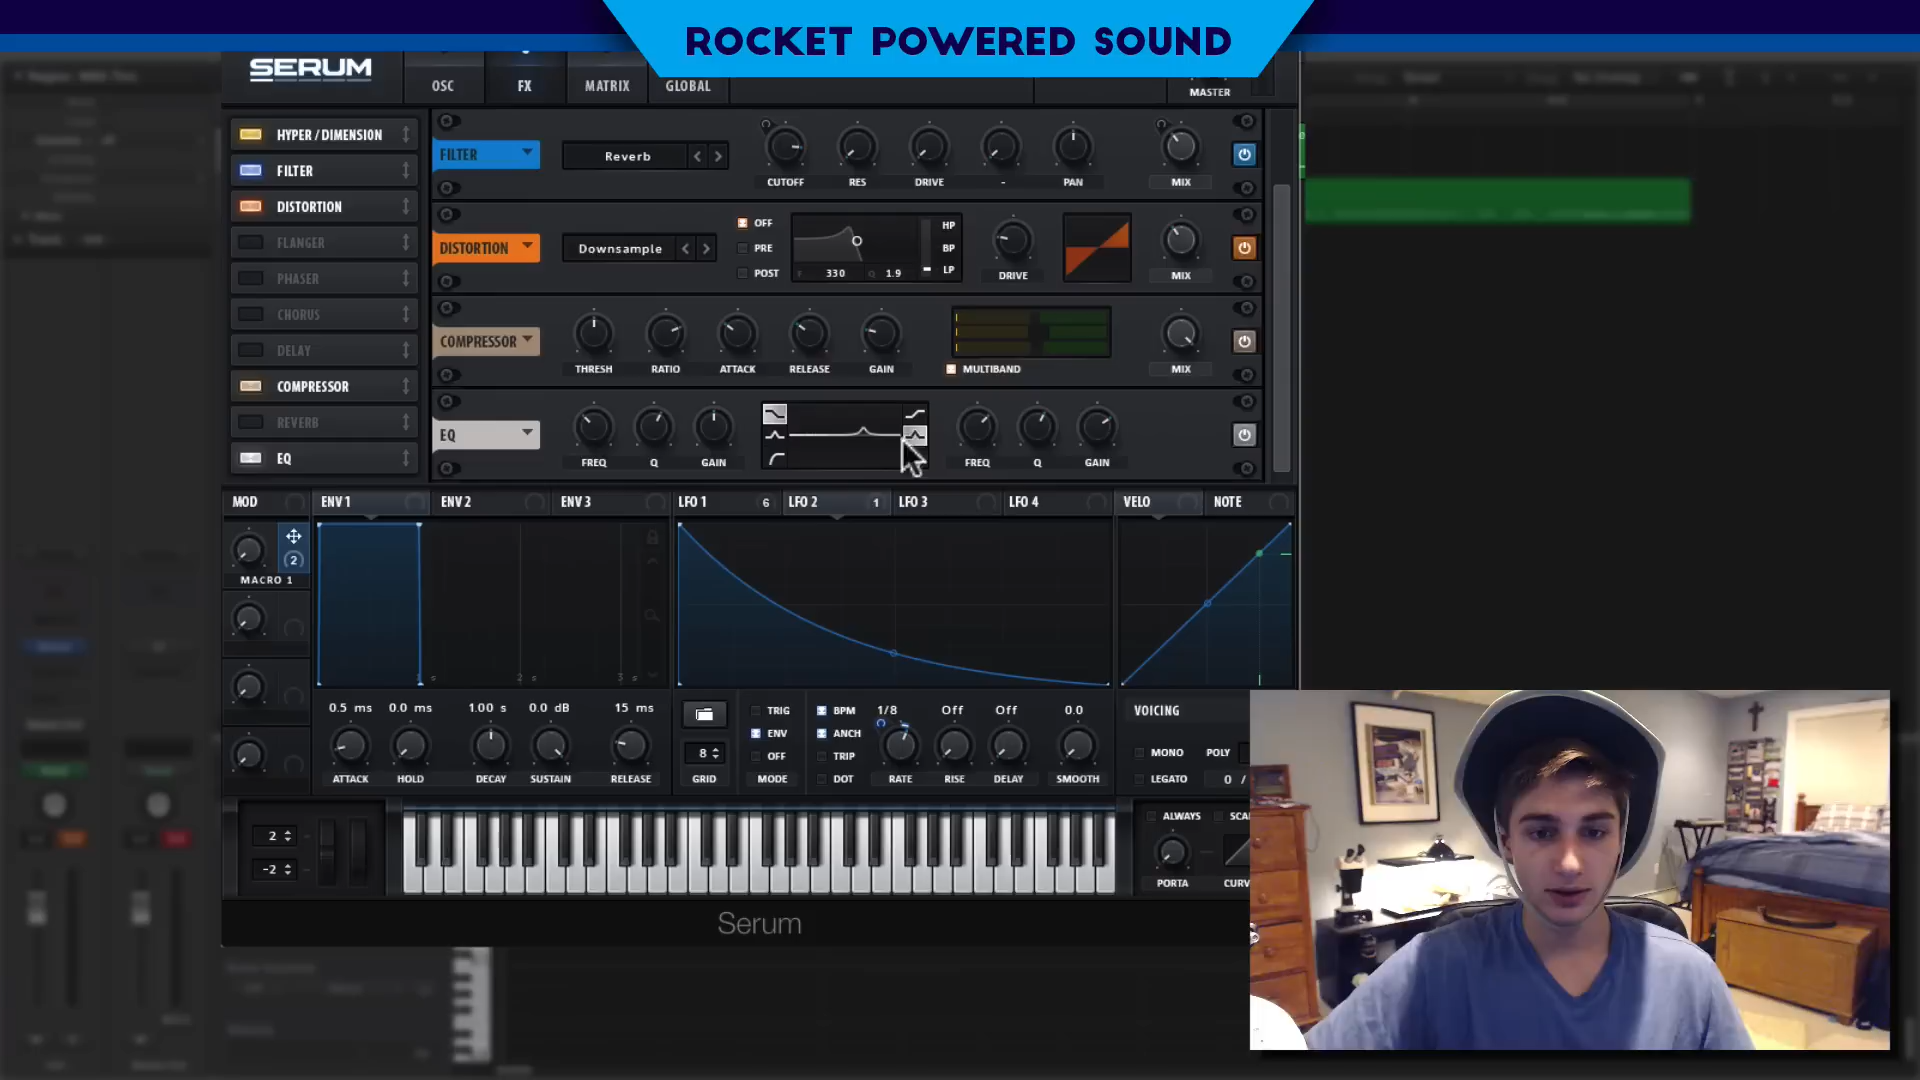 ROCKET POWERED SOUND
SERUM
OSC
FX
MATRIX
GLOBAL
MASTER
HYPER / DIMENSION
FILTER
DISTORTION
FLANGER
PHASER
CHORUS
DELAY
COMPRESSOR
REVERB
EQ
FILTER
Reverb
CUTOFF
RES
DRIVE
-
PAN
MIX
DISTORTION
Downsample
OFF
PRE
POST
F 330 Q 1.9
HP
BP
LP
DRIVE
MIX
COMPRESSOR
THRESH
RATIO
ATTACK
RELEASE
GAIN
MULTIBAND
MIX
EQ
FREQ
Q
GAIN
FREQ
Q
GAIN
MOD
ENV 1
ENV 2
ENV 3
LFO 1 6
LFO 2 1
LFO 3
LFO 4
VELO
NOTE
2
MACRO 1
1 s
2 s
3 s
0.5 ms
0.0 ms
1.00 s
0.0 dB
15 ms
ATTACK
HOLD
DECAY
SUSTAIN
RELEASE
8
GRID
TRIG
ENV
OFF
MODE
BPM
ANCH
TRIP
DOT
1/8
Off
Off
0.0
RATE
RISE
DELAY
SMOOTH
VOICING
MONO
POLY
LEGATO
0 /
2
-2
ALWAYS
SCA
PORTA
CURV
Serum